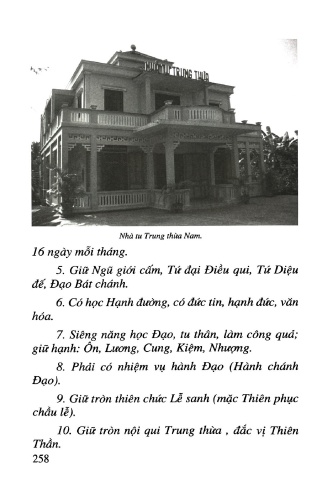 NHÀ TU TRUNG THỪA
Nhà tu Trung thừa Nam.
16 ngày mỗi tháng.
5. Giữ Ngũ giới cấm, Tứ đại Điều qui, Tứ Diệu
đế, Đạo Bát chánh.
6. Có học Hạnh đường, có đức tin, hạnh đức, văn
hóa.
7. Siêng năng học Đạo, tu thân, làm công quả;
giữ hạnh: Ôn, Lương, Cung, Kiệm, Nhượng.
8. Phải có nhiệm vụ hành Đạo (Hành chánh
Đạo).
9. Giữ tròn thiên chức Lễ sanh (mặc Thiên phục
chầu lễ).
10. Giữ tròn nội qui Trung thừa , đắc vị Thiên
Thần.
258